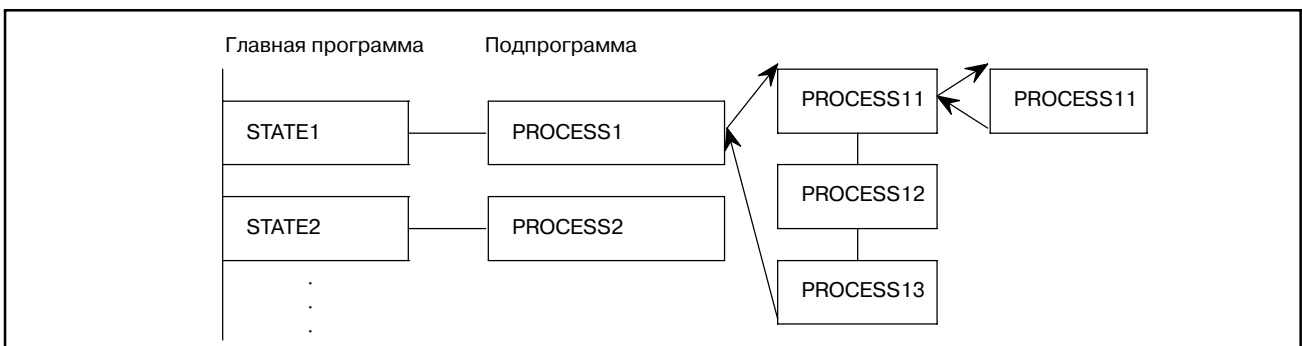 Главная программа Подпрограмма
PROCESS11 PROCESS11
STATE1 PROCESS1
PROCESS12
STATE2 PROCESS2
PROCESS13
.
.
.